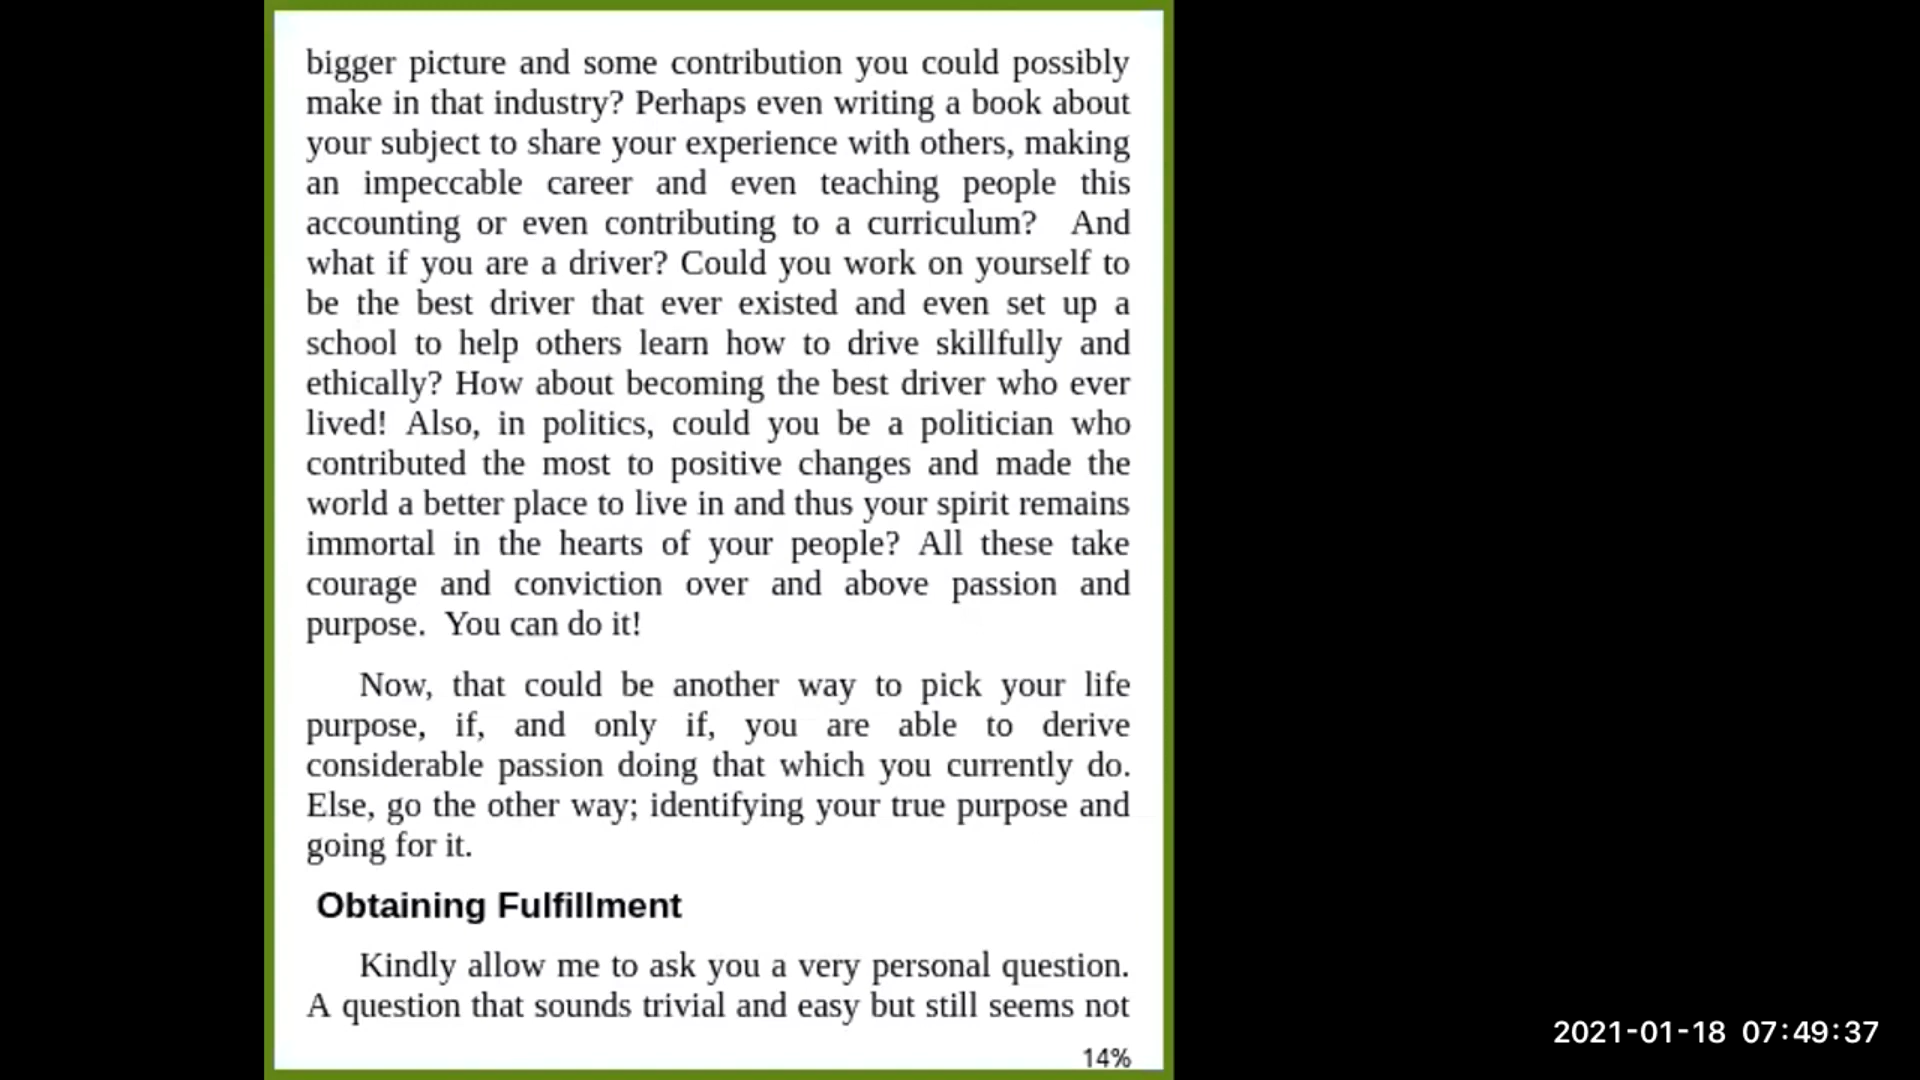 bigger picture and some contribution you could possibly
make in that industry? Perhaps even writing a book about
your subject to share your experience with others, making
an impeccable career and even teaching people this
accounting or even contributing to a curriculum?  And
what if you are a driver? Could you work on yourself to
be the best driver that ever existed and even set up a
school to help others learn how to drive skillfully and
ethically? How about becoming the best driver who ever
lived! Also, in politics, could you be a politician who
contributed the most to positive changes and made the
world a better place to live in and thus your spirit remains
immortal in the hearts of your people? All these take
courage and conviction over and above passion and
purpose.  You can do it!
Now, that could be another way to pick your life
purpose, if, and only if, you are able to derive
considerable passion doing that which you currently do.
Else, go the other way; identifying your true purpose and
going for it.
Obtaining Fulfillment
Kindly allow me to ask you a very personal question.
A question that sounds trivial and easy but still seems not
14%
2021-01-18 07:49:37